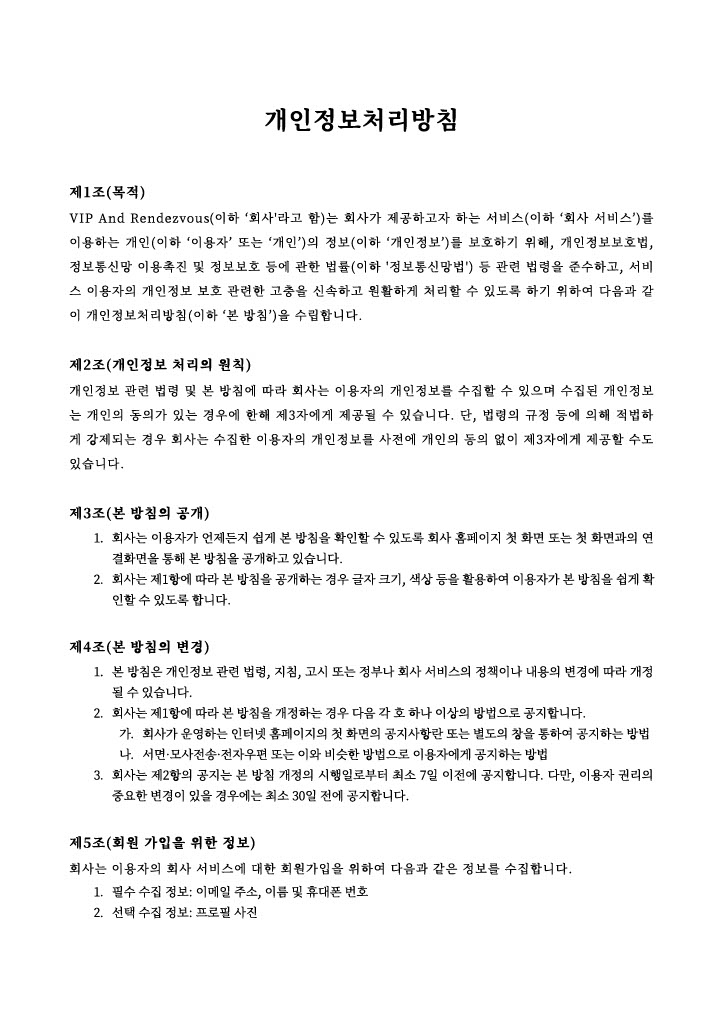 개인정보처리방침
제1조(목적)
VIP And Rendezvous(이하 ‘회사'라고 함)는 회사가 제공하고자 하는 서비스(이하 ‘회사 서비스’)를
이용하는 개인(이하 ‘이용자’ 또는 ‘개인’)의 정보(이하 ‘개인정보’)를 보호하기 위해, 개인정보보호법,
정보통신망 이용촉진 및 정보보호 등에 관한 법률(이하 '정보통신망법') 등 관련 법령을 준수하고, 서비
스 이용자의 개인정보 보호 관련한 고충을 신속하고 원활하게 처리할 수 있도록 하기 위하여 다음과 같
이 개인정보처리방침(이하 ‘본 방침’)을 수립합니다.
제2조(개인정보 처리의 원칙)
개인정보 관련 법령 및 본 방침에 따라 회사는 이용자의 개인정보를 수집할 수 있으며 수집된 개인정보
는 개인의 동의가 있는 경우에 한해 제3자에게 제공될 수 있습니다. 단, 법령의 규정 등에 의해 적법하
게 강제되는 경우 회사는 수집한 이용자의 개인정보를 사전에 개인의 동의 없이 제3자에게 제공할 수도
있습니다.
제3조(본 방침의 공개)
1. 회사는 이용자가 언제든지 쉽게 본 방침을 확인할 수 있도록 회사 홈페이지 첫 화면 또는 첫 화면과의 연
결화면을 통해 본 방침을 공개하고 있습니다.
2. 회사는 제1항에 따라 본 방침을 공개하는 경우 글자 크기, 색상 등을 활용하여 이용자가 본 방침을 쉽게 확
인할 수 있도록 합니다.
제4조(본 방침의 변경)
1. 본 방침은 개인정보 관련 법령, 지침, 고시 또는 정부나 회사 서비스의 정책이나 내용의 변경에 따라 개정
될 수 있습니다.
2. 회사는 제1항에 따라 본 방침을 개정하는 경우 다음 각 호 하나 이상의 방법으로 공지합니다.
가. 회사가 운영하는 인터넷 홈페이지의 첫 화면의 공지사항란 또는 별도의 창을 통하여 공지하는 방법
나. 서면·모사전송·전자우편 또는 이와 비슷한 방법으로 이용자에게 공지하는 방법
3. 회사는 제2항의 공지는 본 방침 개정의 시행일로부터 최소 7일 이전에 공지합니다. 다만, 이용자 권리의
중요한 변경이 있을 경우에는 최소 30일 전에 공지합니다.
제5조(회원 가입을 위한 정보)
회사는 이용자의 회사 서비스에 대한 회원가입을 위하여 다음과 같은 정보를 수집합니다.
1. 필수 수집 정보: 이메일 주소, 이름 및 휴대폰 번호
2. 선택 수집 정보: 프로필 사진